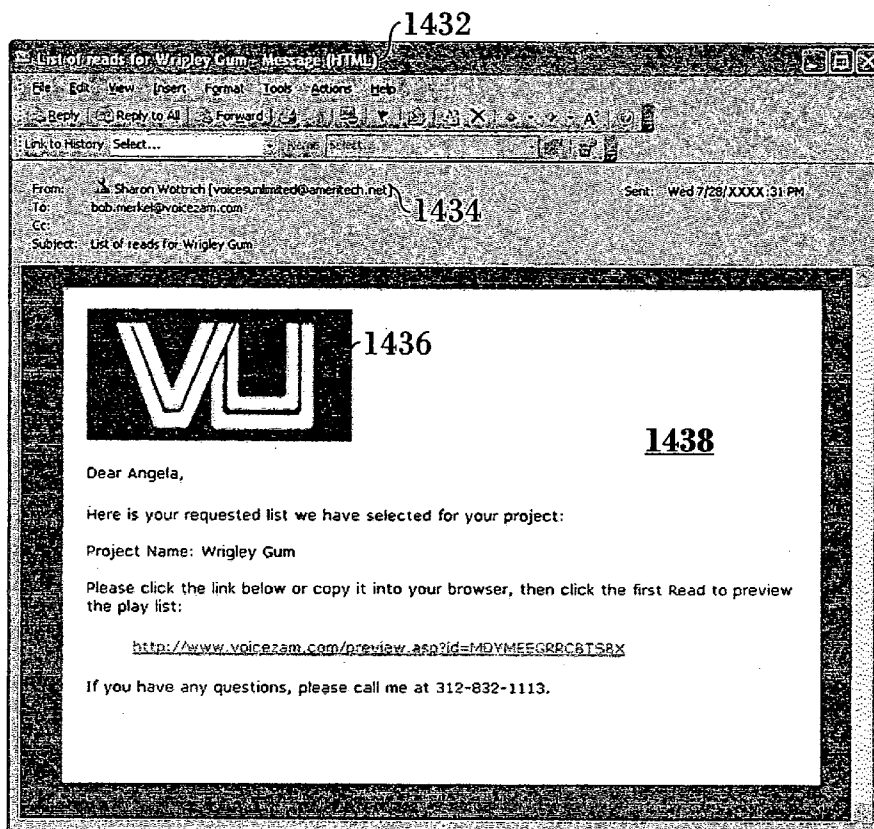 1432
List of reads for Wrigley Gum - Message (HTML)
File Edit View Insert Format Tools Actions Help
Reply Reply to All Forward
Link to History Select... Name Select...
From: Sharon Wottrich [voicesunlimited@ameritech.net] Sent: Wed 7/28/XXXX :31 PM
1434
To: bob.merkel@voicezam.com
Cc:
Subject: List of reads for Wrigley Gum
VU
1436
1438
Dear Angela,
Here is your requested list we have selected for your project:
Project Name: Wrigley Gum
Please click the link below or copy it into your browser, then click the first Read to preview
the play list:
http://www.voicezam.com/preview.asp?id=MDYMEEGRRCBTSBX
If you have any questions, please call me at 312-832-1113.